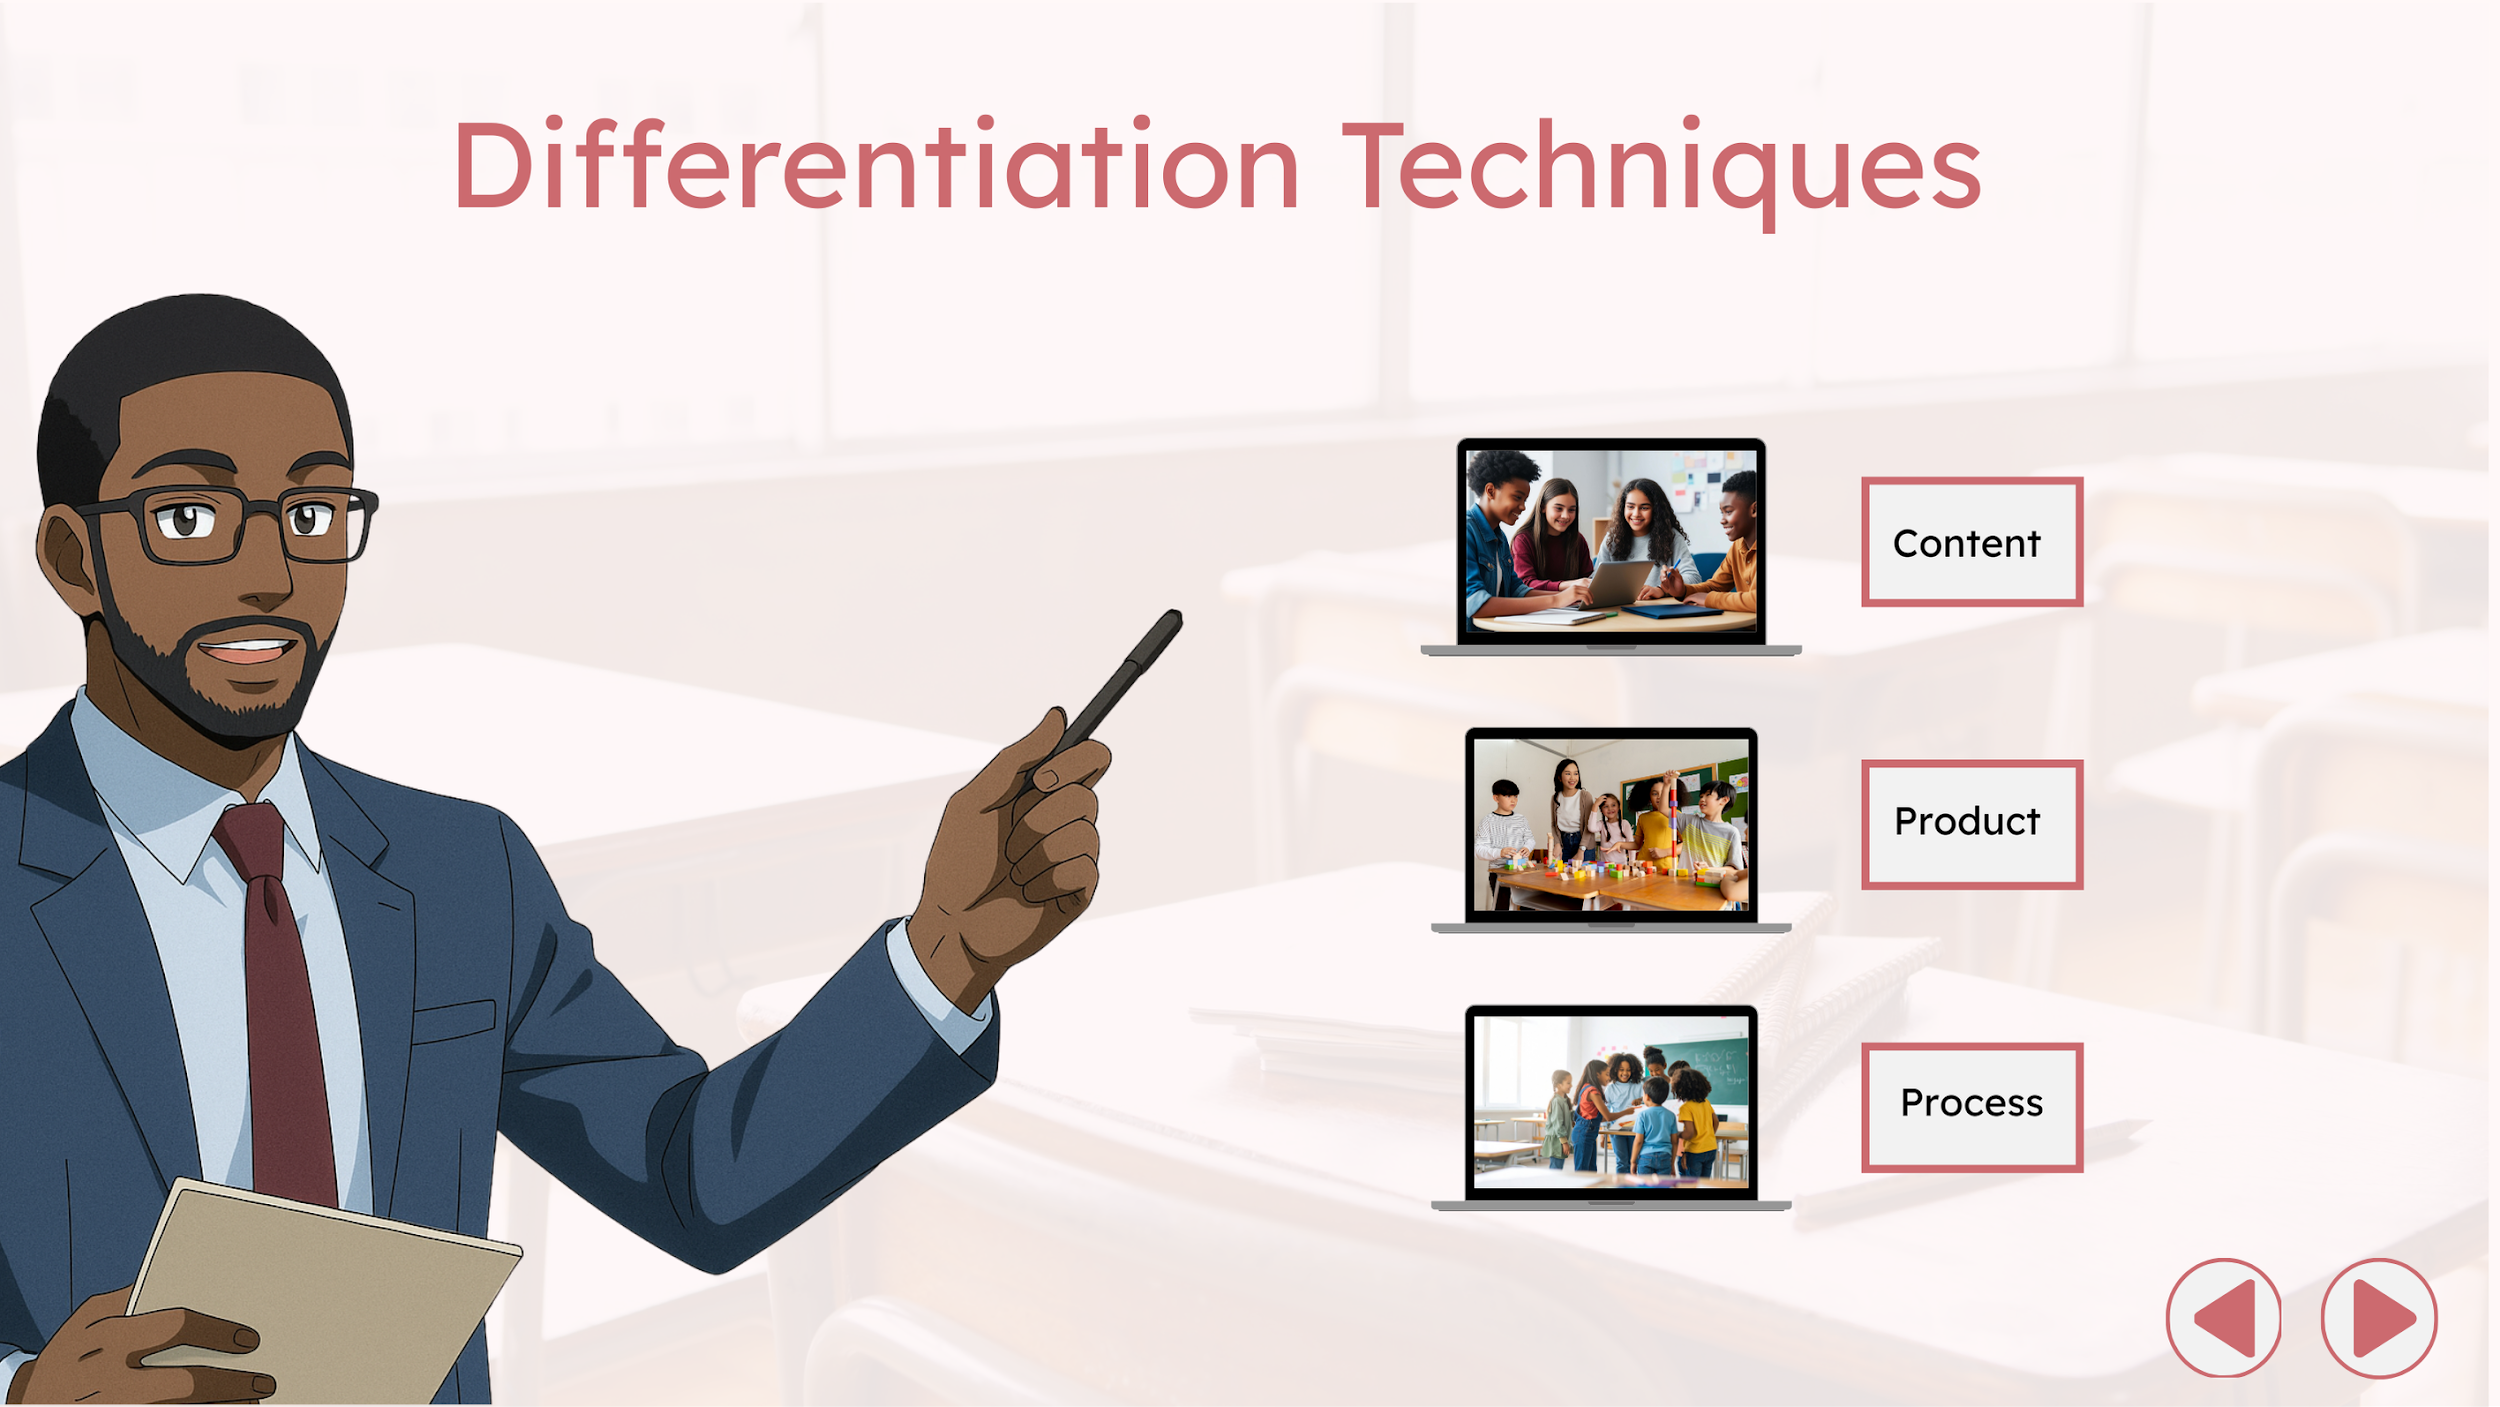 Differentiation Techniques
Content
Product
Process